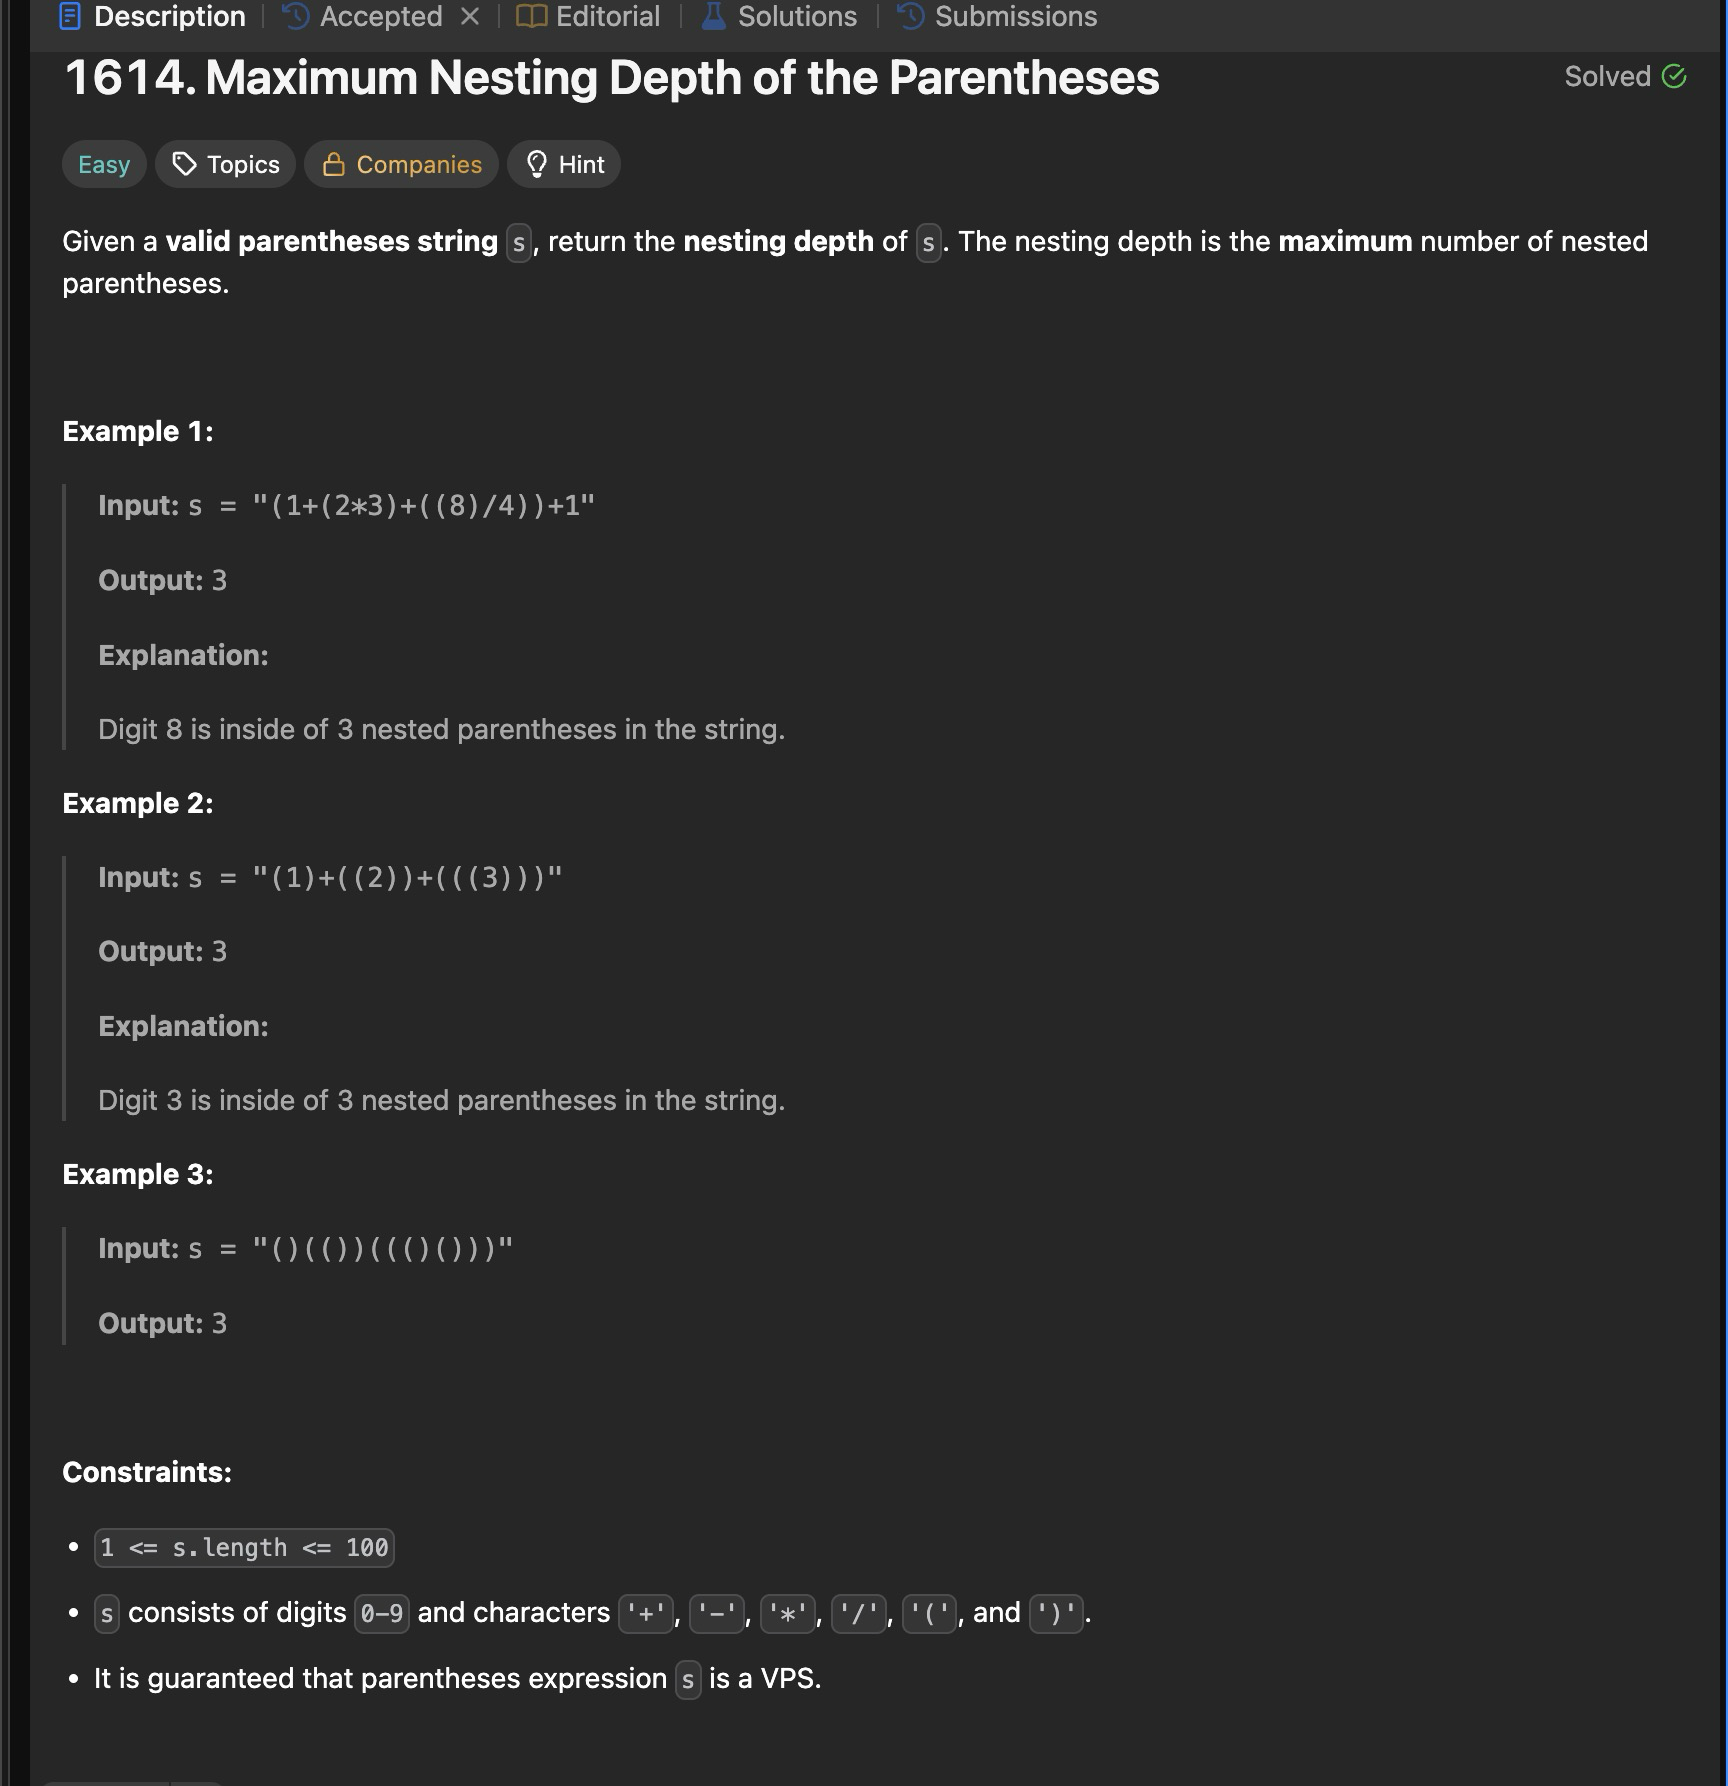 Description Accepted Editorial Solutions Submissions
1614. Maximum Nesting Depth of the Parentheses
Solved
Easy Topics Companies Hint
Given a valid parentheses string s, return the nesting depth of s. The nesting depth is the maximum number of nested
parentheses.
Example 1:
Input: s = "(1+(2*3)+((8)/4))+1"
Output: 3
Explanation:
Digit 8 is inside of 3 nested parentheses in the string.
Example 2:
Input: s = "(1)+((2))+(((3)))"
Output: 3
Explanation:
Digit 3 is inside of 3 nested parentheses in the string.
Example 3:
Input: s = "()(())((()()))"
Output: 3
Constraints:
• 1 <= s.length <= 100
• s consists of digits 0-9 and characters '+', '-', '*', '/', '(', and ')'.
• It is guaranteed that parentheses expression s is a VPS.